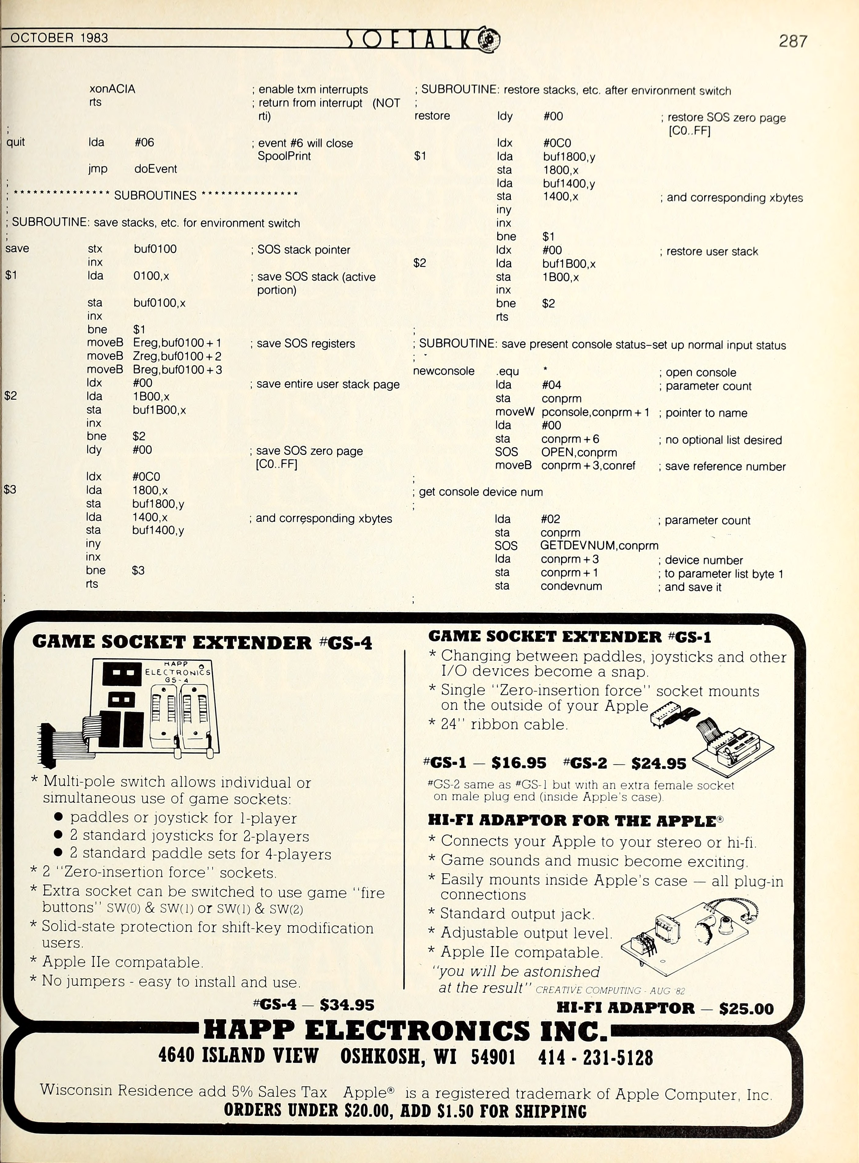 OCTOBER 1983
SOFTALK
287
xonACIA ; enable txm interrupts
rts ; return from interrupt (NOT
rti)
;
quit lda #06 ; event #6 will close
SpoolPrint
jmp doEvent
;
; * * * * * * * * * * * * * * * SUBROUTINES * * * * * * * * * * * * * * *
;
; SUBROUTINE: save stacks, etc. for environment switch
;
save stx buf0100 ; SOS stack pointer
inx
$1 lda 0100,x ; save SOS stack (active
portion)
sta buf0100,x
inx
bne $1
moveB Ereg,buf0100+1 ; save SOS registers
moveB Zreg,buf0100+2
moveB Breg,buf0100+3
ldx #00 ; save entire user stack page
$2 lda 1B00,x
sta buf1B00,x
inx
bne $2
ldy #00 ; save SOS zero page
[C0..FF]
ldx #0C0
$3 lda 1800,x
sta buf1800,y
lda 1400,x ; and corresponding xbytes
sta buf1400,y
iny
inx
bne $3
rts
;
; SUBROUTINE: restore stacks, etc. after environment switch
;
restore ldy #00 ; restore SOS zero page
[C0..FF]
ldx #0C0
$1 lda buf1800,y
sta 1800,x
lda buf1400,y
sta 1400,x ; and corresponding xbytes
iny
inx
bne $1
ldx #00 ; restore user stack
$2 lda buf1B00,x
sta 1B00,x
inx
bne $2
rts
;
; SUBROUTINE: save present console status–set up normal input status
;
newconsole .equ * ; open console
lda #04 ; parameter count
sta conprm
moveW pconsole,conprm+1 ; pointer to name
lda #00
sta conprm+6 ; no optional list desired
SOS OPEN,conprm
moveB conprm+3,conref ; save reference number
;
; get console device num
;
lda #02 ; parameter count
sta conprm
SOS GETDEVNUM,conprm
lda conprm+3 ; device number
sta conprm+1 ; to parameter list byte 1
sta condevnum ; and save it
;
GAME SOCKET EXTENDER #GS-4
HAPP
ELECTRONICS
GS-4
* Multi-pole switch allows individual or
simultaneous use of game sockets:
● paddles or joystick for 1-player
● 2 standard joysticks for 2-players
● 2 standard paddle sets for 4-players
* 2 "Zero-insertion force" sockets.
* Extra socket can be switched to use game "fire
buttons" SW(0) & SW(1) or SW(1) & SW(2)
* Solid-state protection for shift-key modification
users.
* Apple IIe compatable.
* No jumpers - easy to install and use.
#GS-4 — $34.95
GAME SOCKET EXTENDER #GS-1
* Changing between paddles, joysticks and other
I/O devices become a snap.
* Single "Zero-insertion force" socket mounts
on the outside of your Apple
* 24" ribbon cable.
#GS-1 — $16.95 #GS-2 — $24.95
#GS-2 same as #GS-1 but with an extra female socket
on male plug end (inside Apple's case).
HI-FI ADAPTOR FOR THE APPLE®
* Connects your Apple to your stereo or hi-fi.
* Game sounds and music become exciting.
* Easily mounts inside Apple's case — all plug-in
connections
* Standard output jack.
* Adjustable output level.
* Apple IIe compatable.
"you will be astonished
at the result" CREATIVE COMPUTING - AUG '82
HI-FI ADAPTOR — $25.00
HAPP ELECTRONICS INC.
4640 ISLAND VIEW OSHKOSH, WI 54901 414 - 231-5128
Wisconsin Residence add 5% Sales Tax Apple® is a registered trademark of Apple Computer, Inc.
ORDERS UNDER $20.00, ADD $1.50 FOR SHIPPING